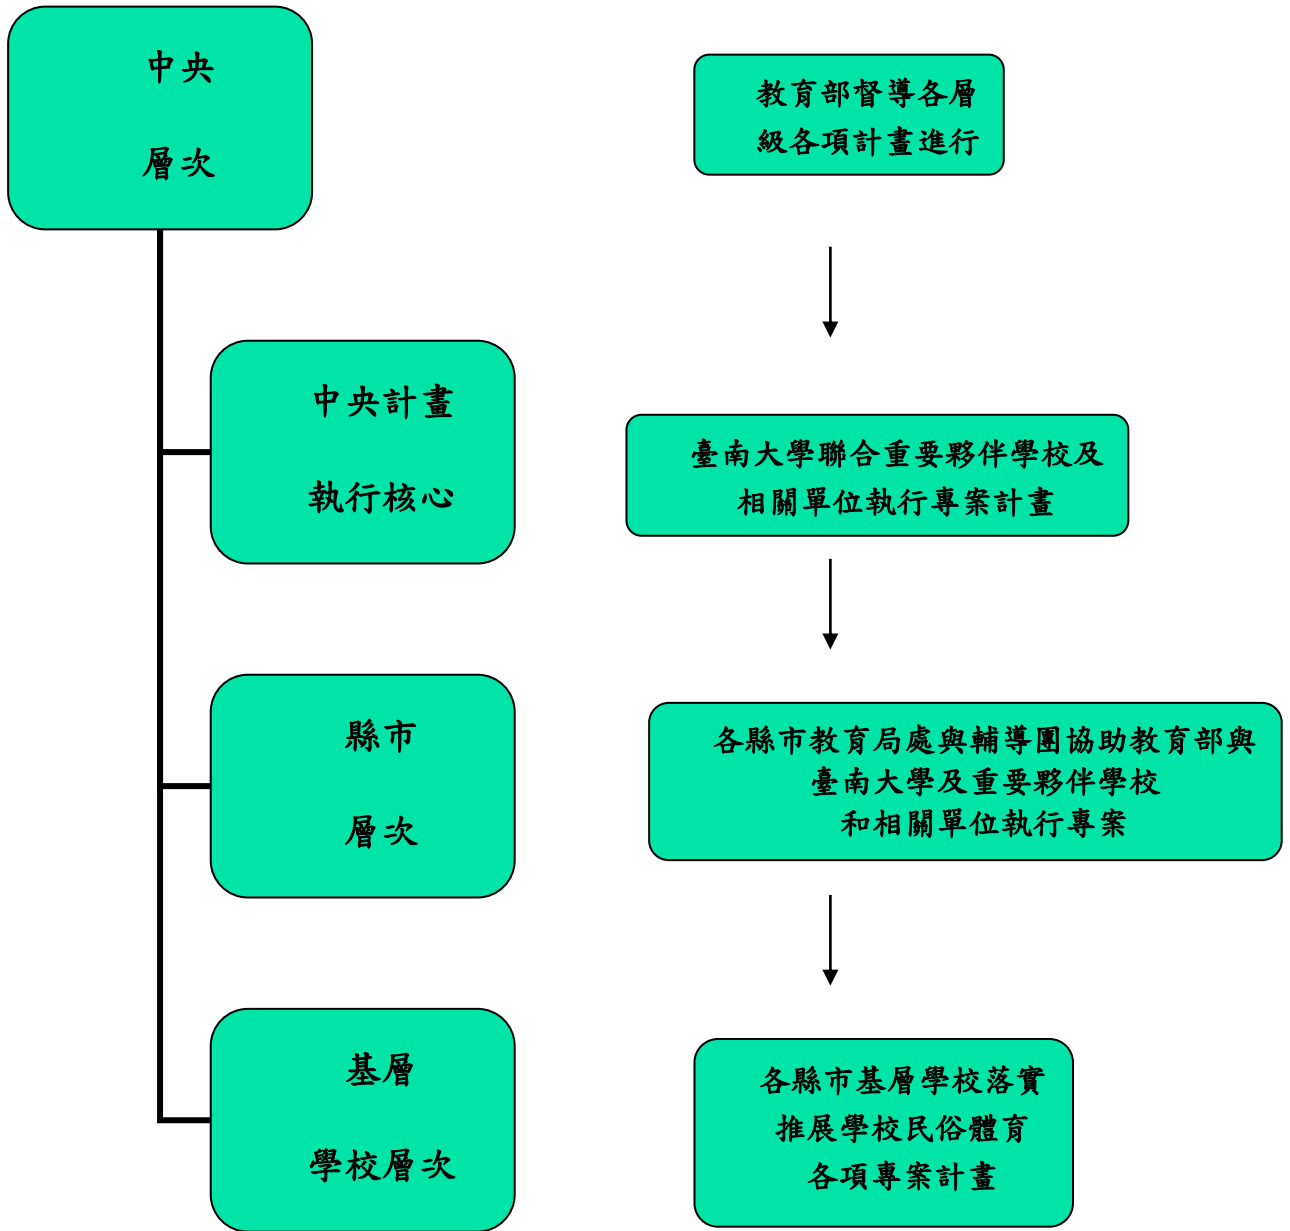 中央
層次
教育部督導各層
級各項計畫進行
中央計畫
執行核心
臺南大學聯合重要夥伴學校及
相關單位執行專案計畫
縣市
層次
各縣市教育局處與輔導團協助教育部與
臺南大學及重要夥伴學校
和相關單位執行專案
基層
學校層次
各縣市基層學校落實
推展學校民俗體育
各項專案計畫